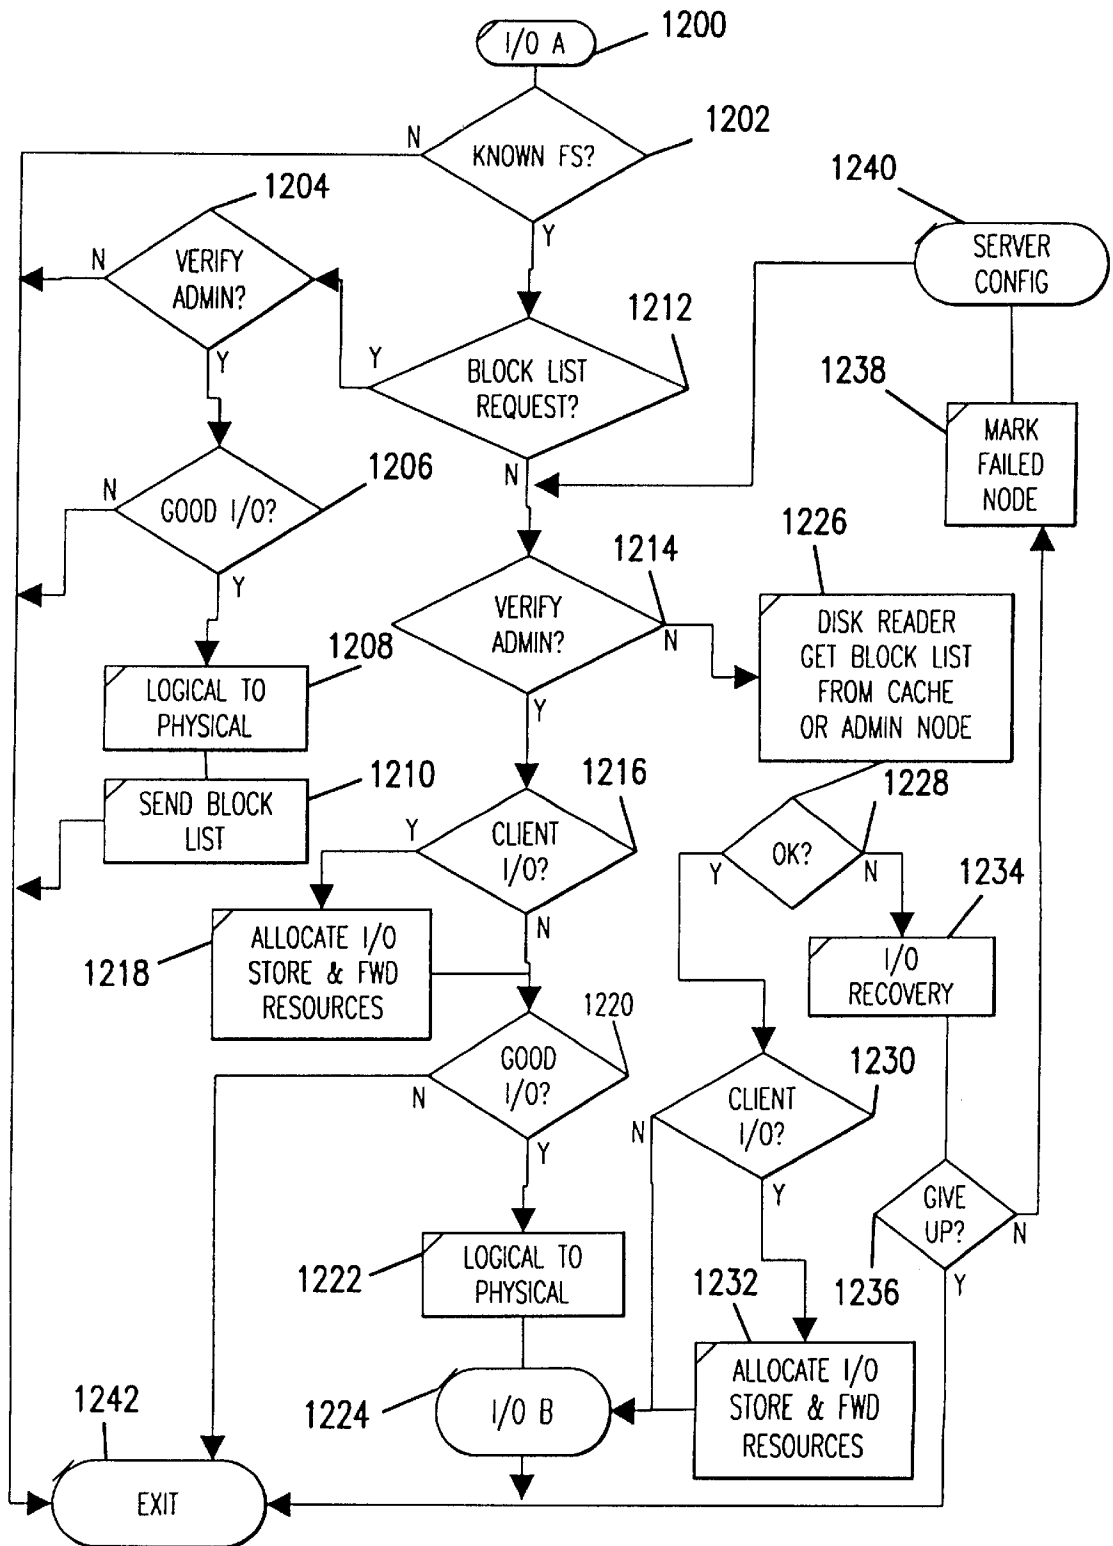 I/O A
1200
KNOWN FS?
1202
N
Y
1204
VERIFY
ADMIN?
N
Y
1240
SERVER
CONFIG
1212
BLOCK LIST
REQUEST?
Y
N
1238
MARK
FAILED
NODE
1206
GOOD I/O?
N
Y
1214
VERIFY
ADMIN?
N
Y
1226
DISK READER
GET BLOCK LIST
FROM CACHE
OR ADMIN NODE
1208
LOGICAL TO
PHYSICAL
1210
SEND BLOCK
LIST
1216
CLIENT
I/O?
Y
N
1228
OK?
Y
N
1234
I/O
RECOVERY
1218
ALLOCATE I/O
STORE & FWD
RESOURCES
1220
GOOD
I/O?
N
Y
1230
CLIENT
I/O?
N
Y
GIVE
UP?
N
Y
1236
1222
LOGICAL TO
PHYSICAL
1232
ALLOCATE I/O
STORE & FWD
RESOURCES
1224
I/O B
1242
EXIT